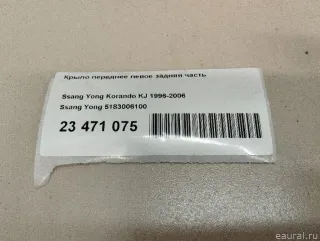 Крыло переднее левое задняя часть
Ssang Yong Korando KJ 1996-2006
Ssang Yong 5183006100
23 471 075
eaural.ru